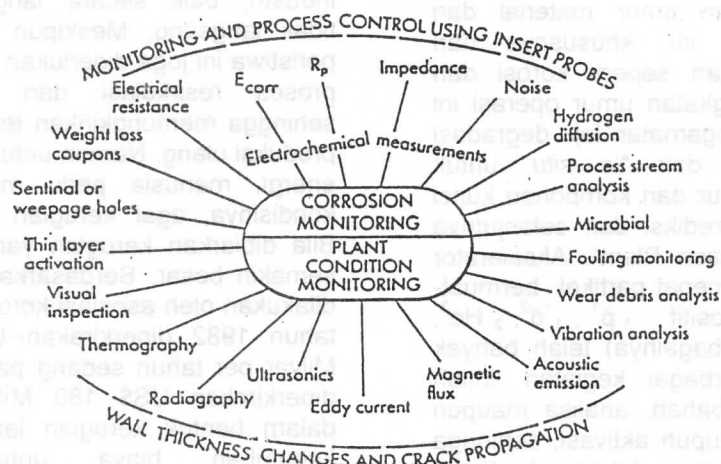 MONITORING AND PROCESS CONTROL USING INSERT PROBES
Electrical
resistance
Ecorr
Rp
Impedance
Noise
Hydrogen
diffusion
Weight loss
coupons
Electrochemical measurements
Process stream
analysis
Sentinel
weepage holes
CORROSION
MONITORING
Microbial
Thin layer
activation
PLANT
CONDITION
MONITORING
Fouling monitoring
inspection
Wear debris analysis
Thermography
Vibration analysis
Ultrasonics
Magnetic
flux
Acoustic
emission
Radiography
Eddy current
WALL THICKNESS CHANGES AND CRACK PROPAGATION